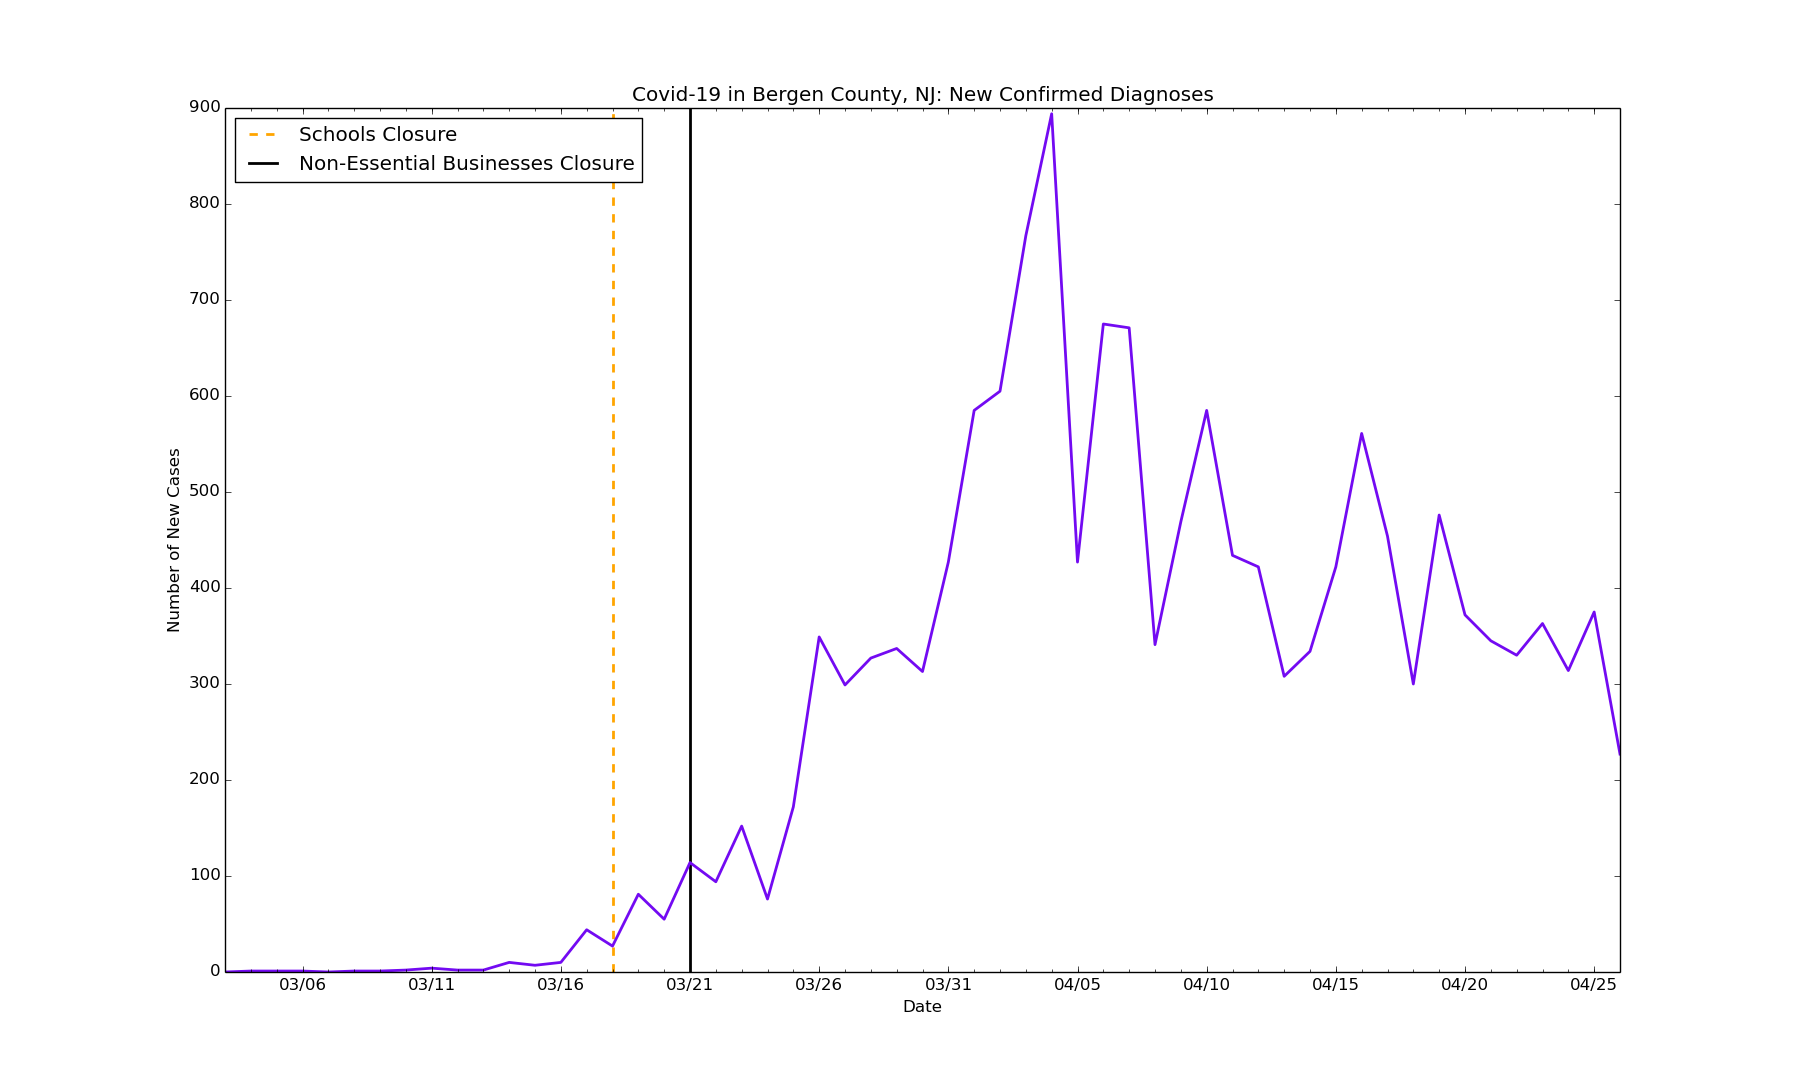 Covid-19 in Bergen County, NJ: New Confirmed Diagnoses
Schools Closure
Non-Essential Businesses Closure
900
800
700
600
500
400
300
200
100
0
Number of New Cases
03/06 03/11 03/16 03/21 03/26 03/31 04/05 04/10 04/15 04/20 04/25
Date